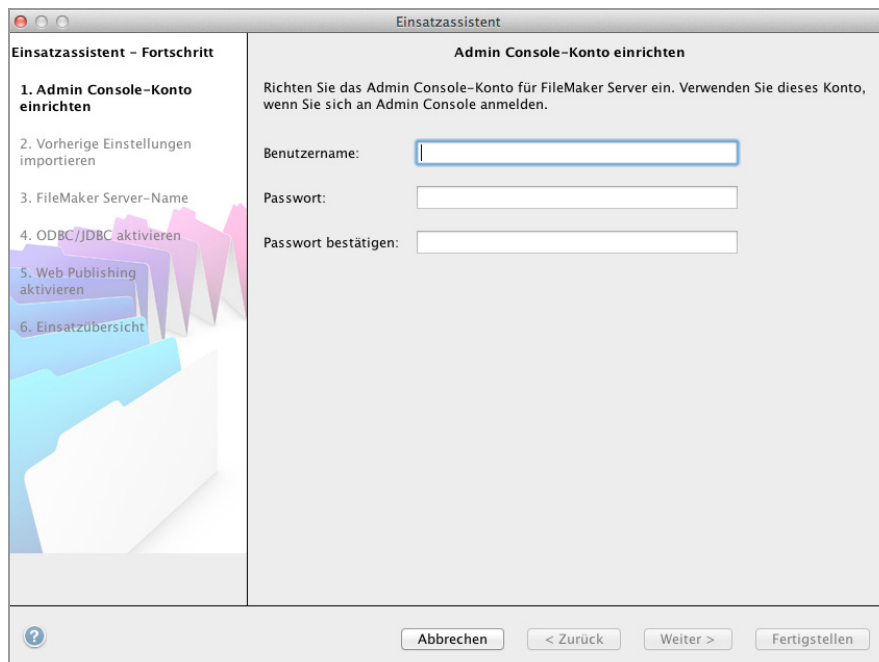 Einsatzassistent
Einsatzassistent – Fortschritt
1. Admin Console-Konto
einrichten
2. Vorherige Einstellungen
importieren
3. FileMaker Server-Name
4. ODBC/JDBC aktivieren
5. Web Publishing
aktivieren
6. Einsatzübersicht
Admin Console-Konto einrichten
Richten Sie das Admin Console-Konto für FileMaker Server ein. Verwenden Sie dieses Konto,
wenn Sie sich an Admin Console anmelden.
Benutzername:
Passwort:
Passwort bestätigen:
?
Abbrechen
< Zurück
Weiter >
Fertigstellen